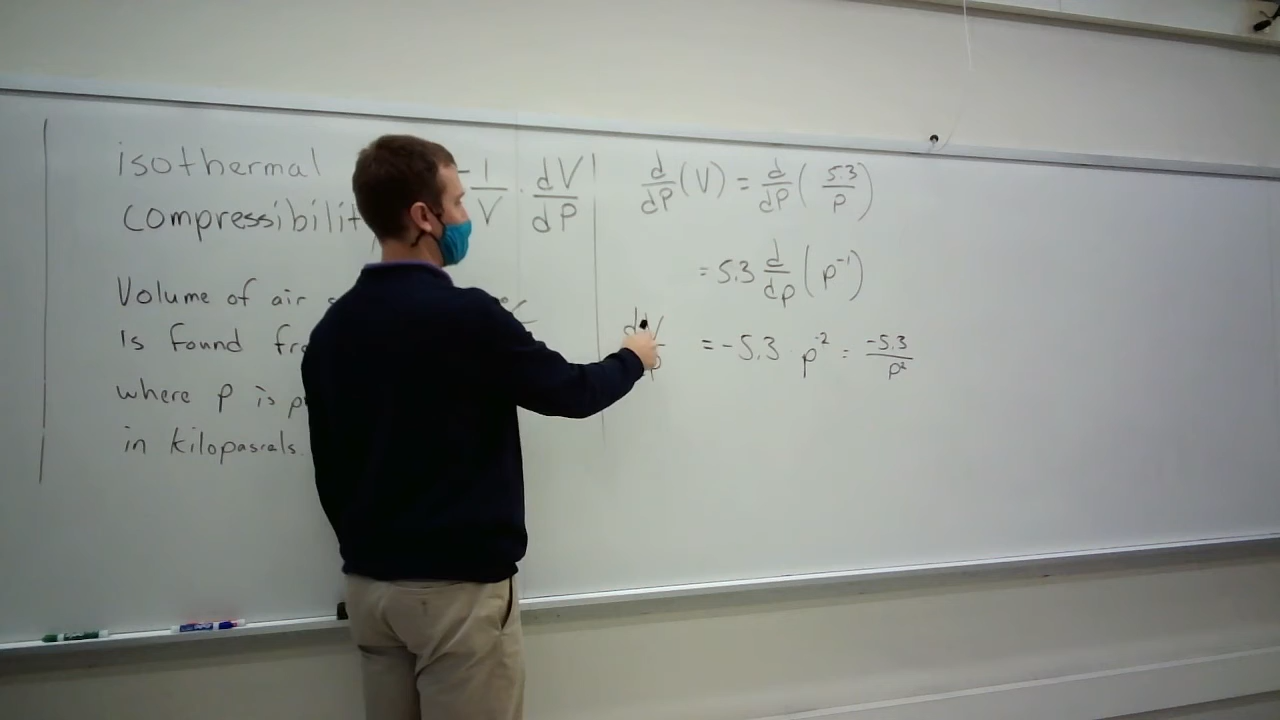 isothermal
compressibilit
-1/V · dV/dP
Volume of air °C
Is found fr
where P is p
in kilopascals.
d/dP (V) = d/dP (5.3/P)
= 5.3 d/dp (p⁻¹)
= -5.3 p⁻² = -5.3/p²